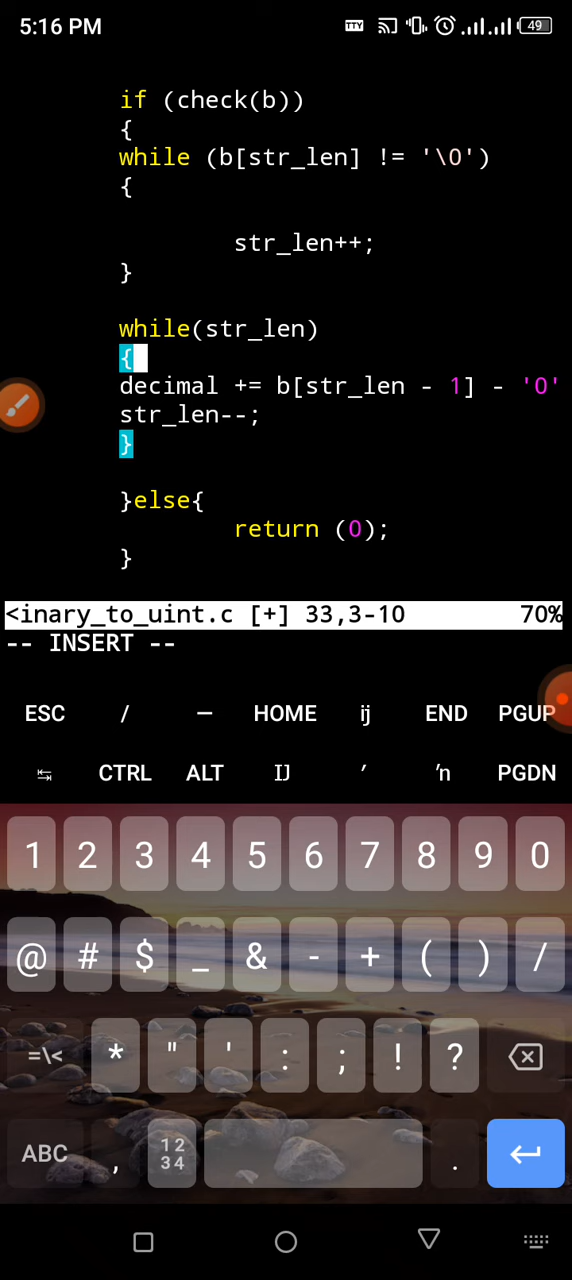 5:16 PM
TTY
49
if (check(b))
{
while (b[str_len] != '\0')
{
str_len++;
}
while(str_len)
{
decimal += b[str_len - 1] - '0'
str_len--;
}
}else{
return (0);
}
<inary_to_uint.c [+] 33,3-10 70%
-- INSERT --
ESC / — HOME ij END PGUP
↹ CTRL ALT IJ ′ ŉ PGDN
1 2 3 4 5 6 7 8 9 0
@ # $ _ & - + ( ) /
=\< * " ' : ; ! ?
ABC , 12 34 .